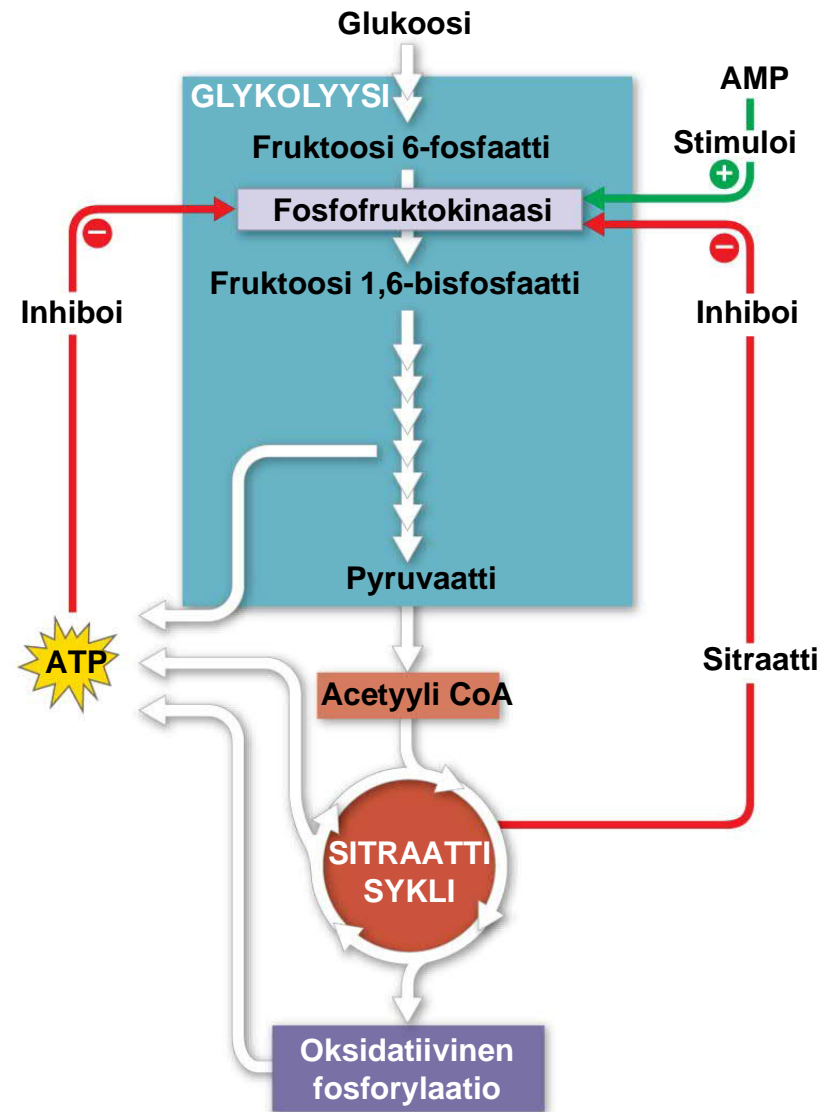 Glukoosi
GLYKOLYYSI
AMP
Fruktoosi 6-fosfaatti
Stimuloi
+
Fosfofruktokinaasi
−
−
Fruktoosi 1,6-bisfosfaatti
Inhiboi
Inhiboi
Pyruvaatti
ATP
Sitraatti
Acetyyli CoA
SITRAATTI
SYKLI
Oksidatiivinen
fosforylaatio